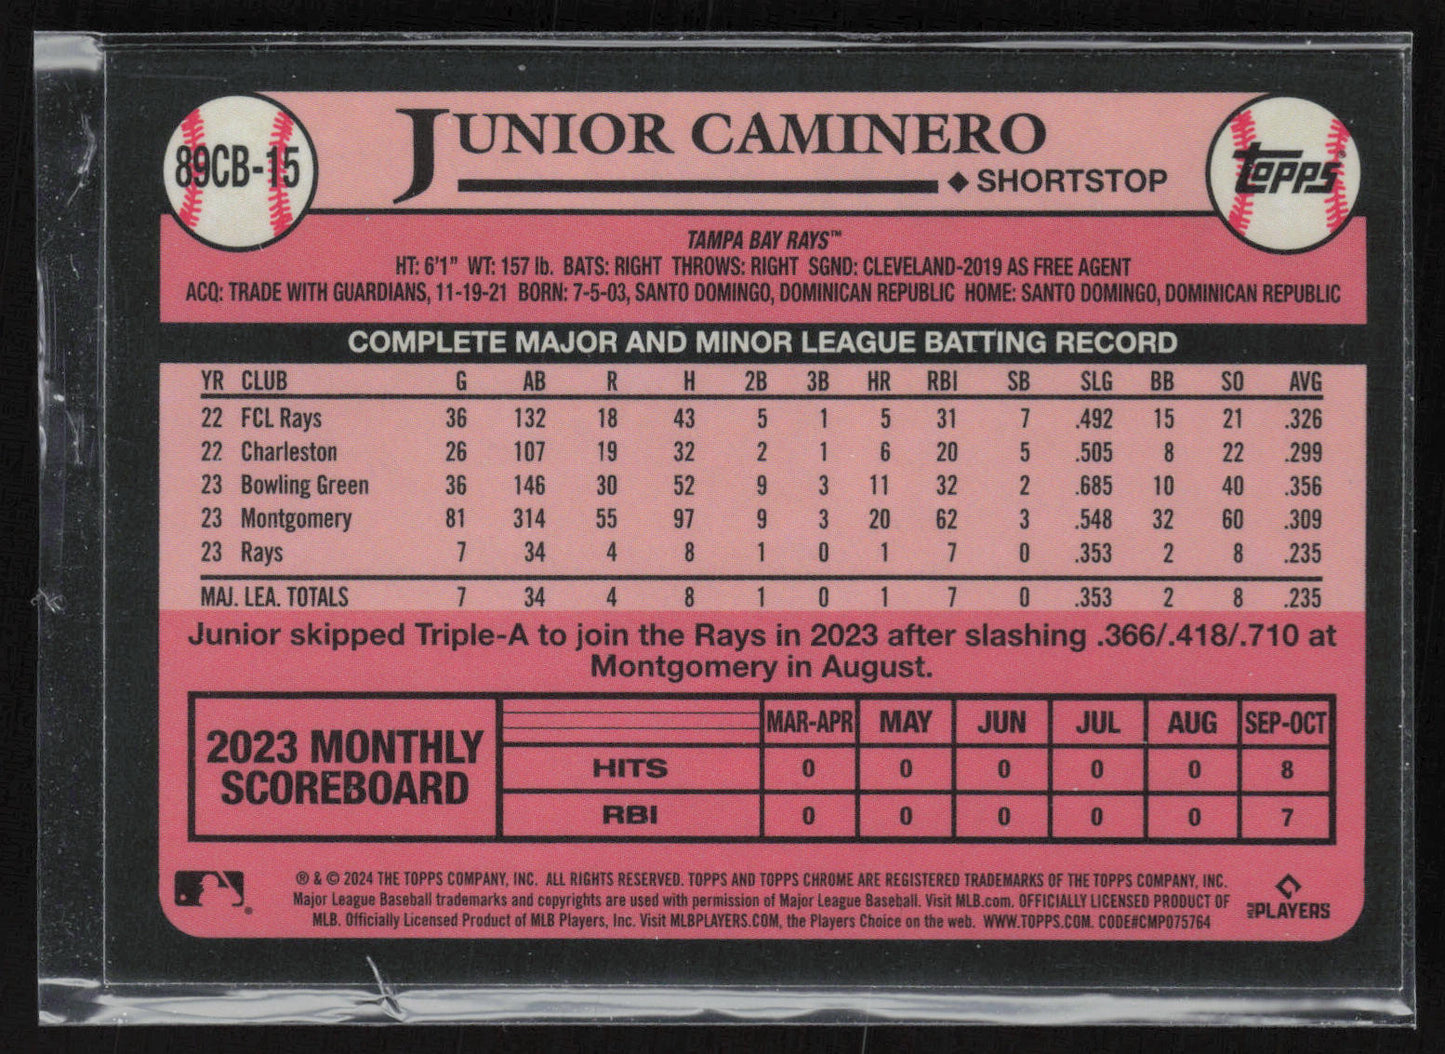 89CB-15
JUNIOR CAMINERO
◆ SHORTSTOP
TOPPS®
TAMPA BAY RAYS™
HT: 6'1" WT: 157 lb. BATS: RIGHT THROWS: RIGHT SGND: CLEVELAND-2019 AS FREE AGENT
ACQ: TRADE WITH GUARDIANS, 11-19-21 BORN: 7-5-03, SANTO DOMINGO, DOMINICAN REPUBLIC HOME: SANTO DOMINGO, DOMINICAN REPUBLIC
COMPLETE MAJOR AND MINOR LEAGUE BATTING RECORD
YR CLUB G AB R H 2B 3B HR RBI SB SLG BB SO AVG
22 FCL Rays 36 132 18 43 5 1 5 31 7 .492 15 21 .326
22 Charleston 26 107 19 32 2 1 6 20 5 .505 8 22 .299
23 Bowling Green 36 146 30 52 9 3 11 32 2 .685 10 40 .356
23 Montgomery 81 314 55 97 9 3 20 62 3 .548 32 60 .309
23 Rays 7 34 4 8 1 0 1 7 0 .353 2 8 .235
MAJ. LEA. TOTALS 7 34 4 8 1 0 1 7 0 .353 2 8 .235
Junior skipped Triple-A to join the Rays in 2023 after slashing .366/.418/.710 at
Montgomery in August.
2023 MONTHLY
SCOREBOARD
MAR-APR MAY JUN JUL AUG SEP-OCT
HITS 0 0 0 0 0 8
RBI 0 0 0 0 0 7
® & © 2024 THE TOPPS COMPANY, INC. ALL RIGHTS RESERVED. TOPPS AND TOPPS CHROME ARE REGISTERED TRADEMARKS OF THE TOPPS COMPANY, INC.
Major League Baseball trademarks and copyrights are used with permission of Major League Baseball. Visit MLB.com. OFFICIALLY LICENSED PRODUCT OF
MLB. Officially Licensed Product of MLB Players, Inc. Visit MLBPLAYERS.COM, the Players Choice on the web. WWW.TOPPS.COM. CODE#CMP075764
MLB PLAYERS